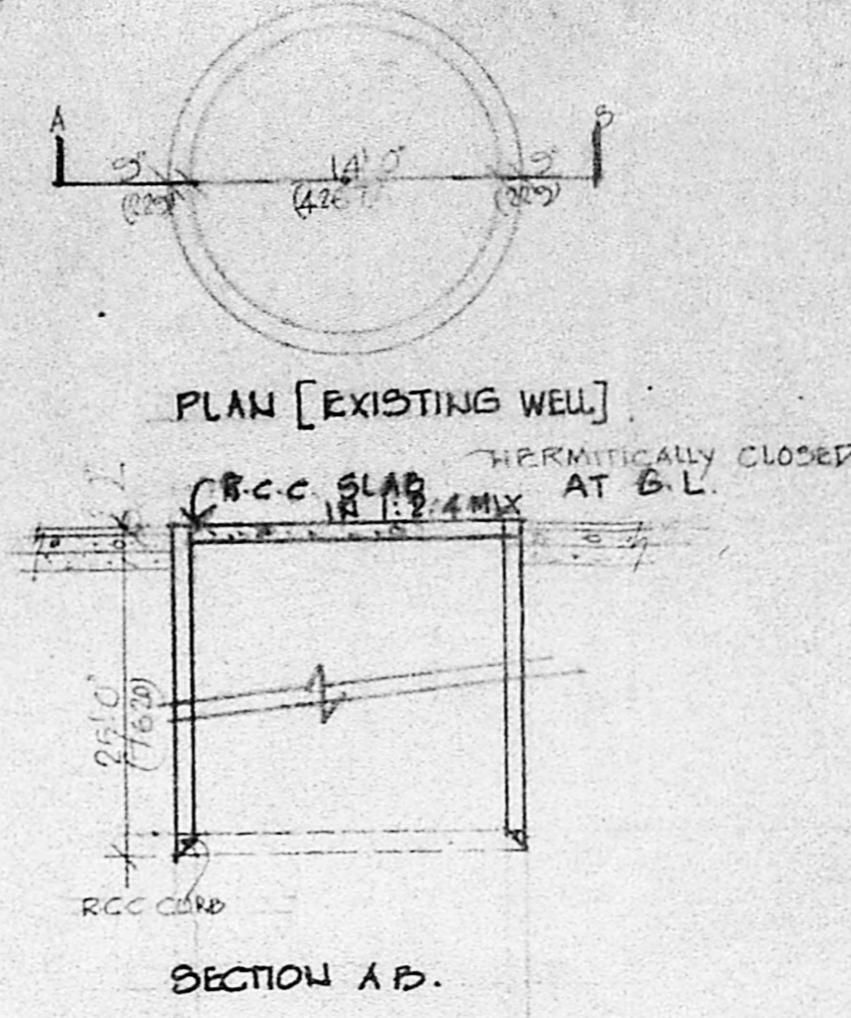 A
B
9"
14'-0"
9"
(229)
(4267)
(229)
PLAN [EXISTING WELL]
HERMITICALLY CLOSED
AT G.L.
R.C.C. SLAB
IN 1:2:4 MIX
25'-0"
(7620)
R.C.C CURB
SECTION A B.